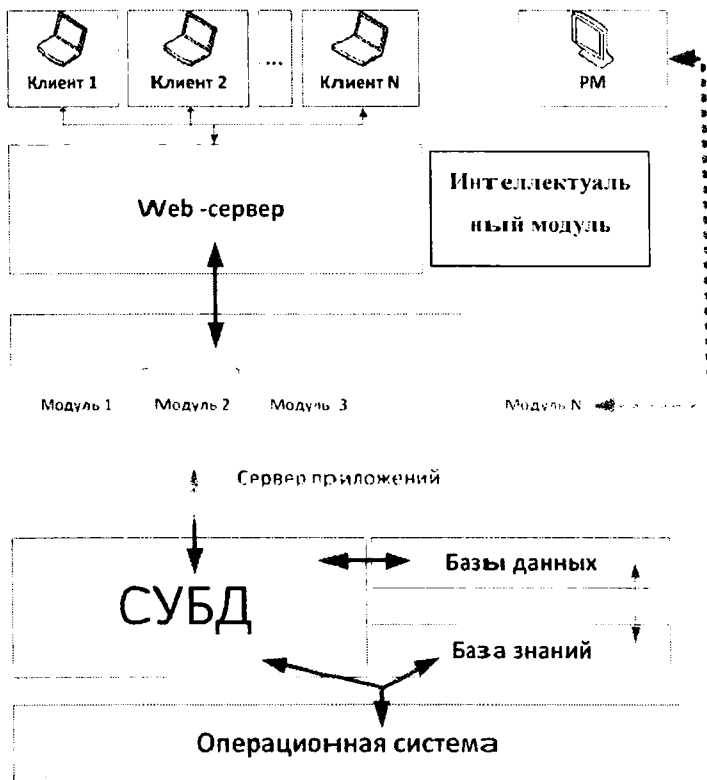 Клиент 1 Клиент 2 ... Клиент N РМ
Web -сервер
Интеллектуаль
ный модуль
Модуль 1 Модуль 2 Модуль 3 Модуль N
Сервер приложений
СУБД
Базы данных
База знаний
Операционная система